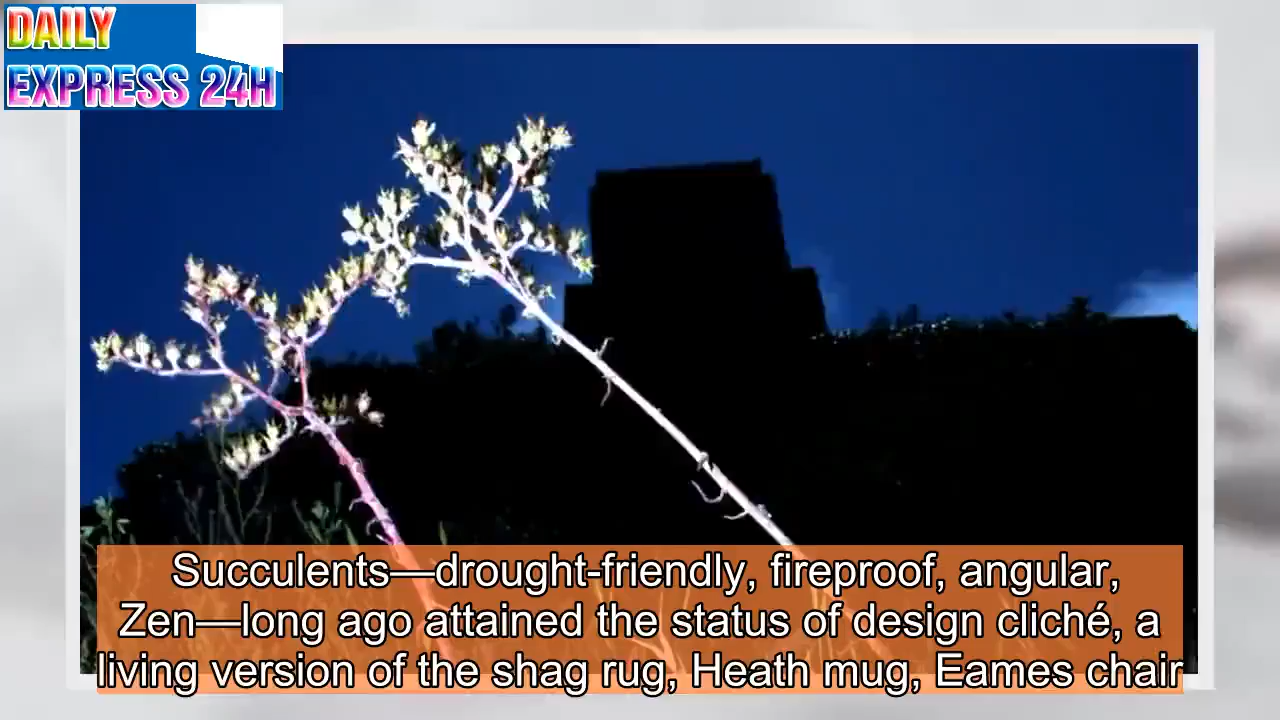 DAILY
EXPRESS 24H
Succulents—drought-friendly, fireproof, angular,
Zen—long ago attained the status of design cliché, a
living version of the shag rug, Heath mug, Eames chair